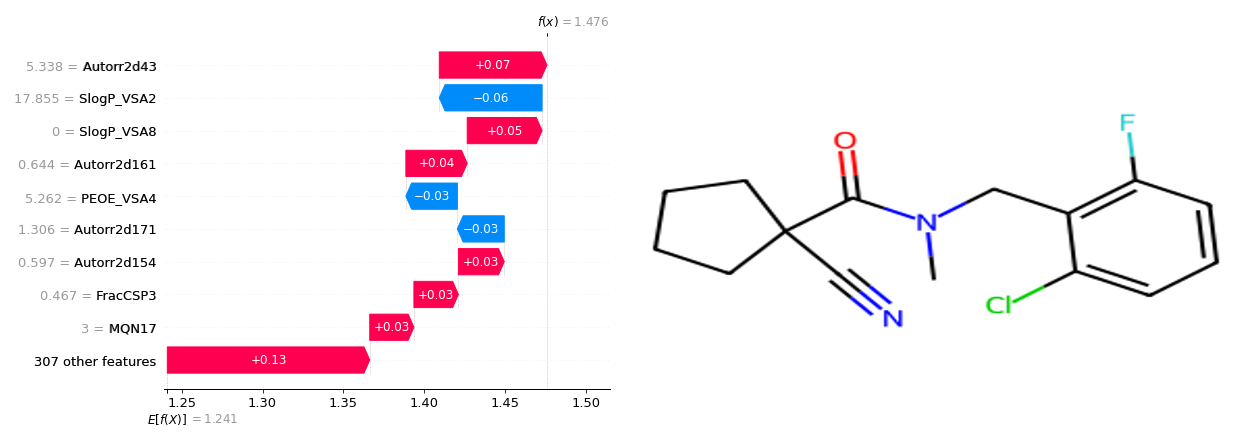 f(x) = 1.476
5.338 = Autorr2d43
+0.07
17.855 = SlogP_VSA2
−0.06
0 = SlogP_VSA8
+0.05
0.644 = Autorr2d161
+0.04
5.262 = PEOE_VSA4
−0.03
1.306 = Autorr2d171
−0.03
0.597 = Autorr2d154
+0.03
0.467 = FracCSP3
+0.03
3 = MQN17
+0.03
307 other features
+0.13
1.25 1.30 1.35 1.40 1.45 1.50
E[f(X)] = 1.241
F
O
N
Cl
N